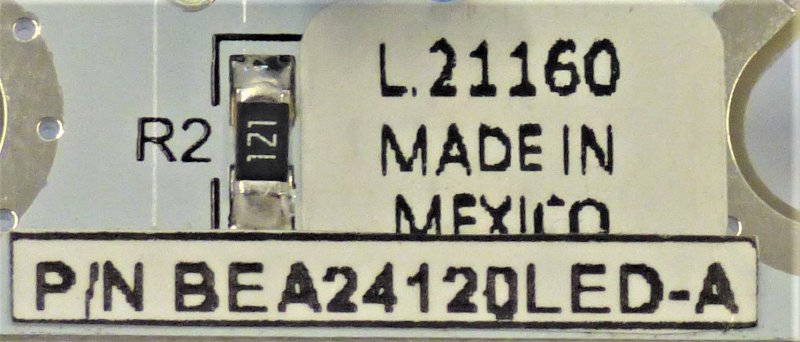 L.21160
R2
121
MADE IN
MEXICO
P/N BEA24120LED-A